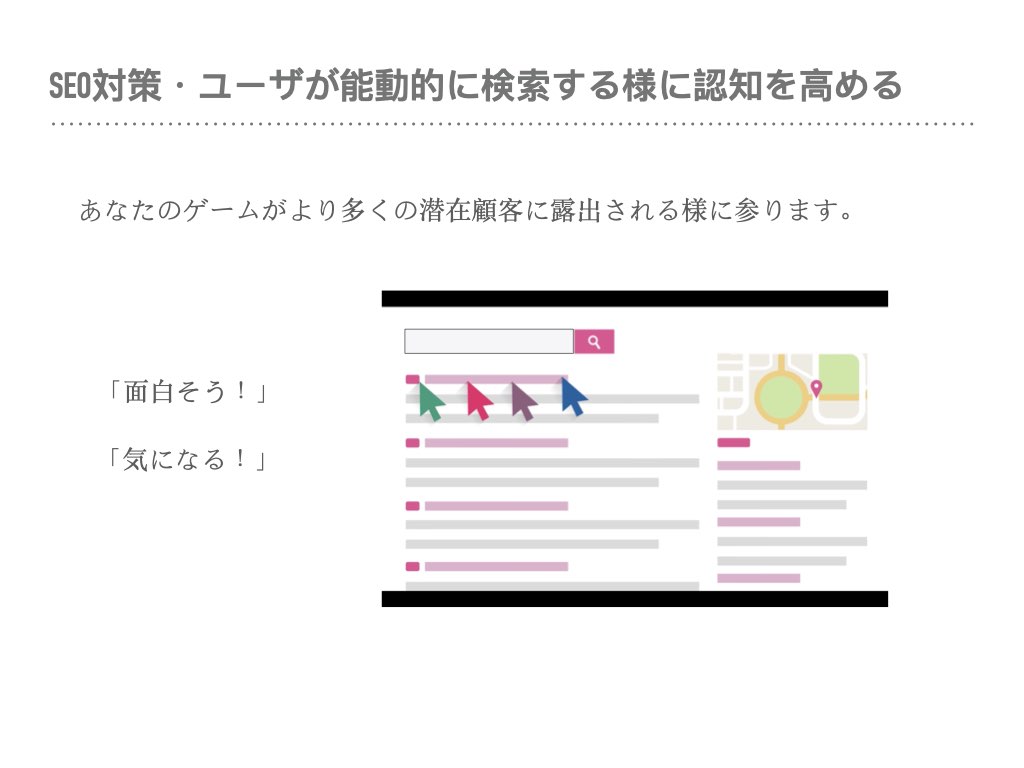 SEO対策・ユーザが能動的に検索する様に認知を高める
あなたのゲームがより多くの潜在顧客に露出される様に参ります。
「面白そう！」
「気になる！」